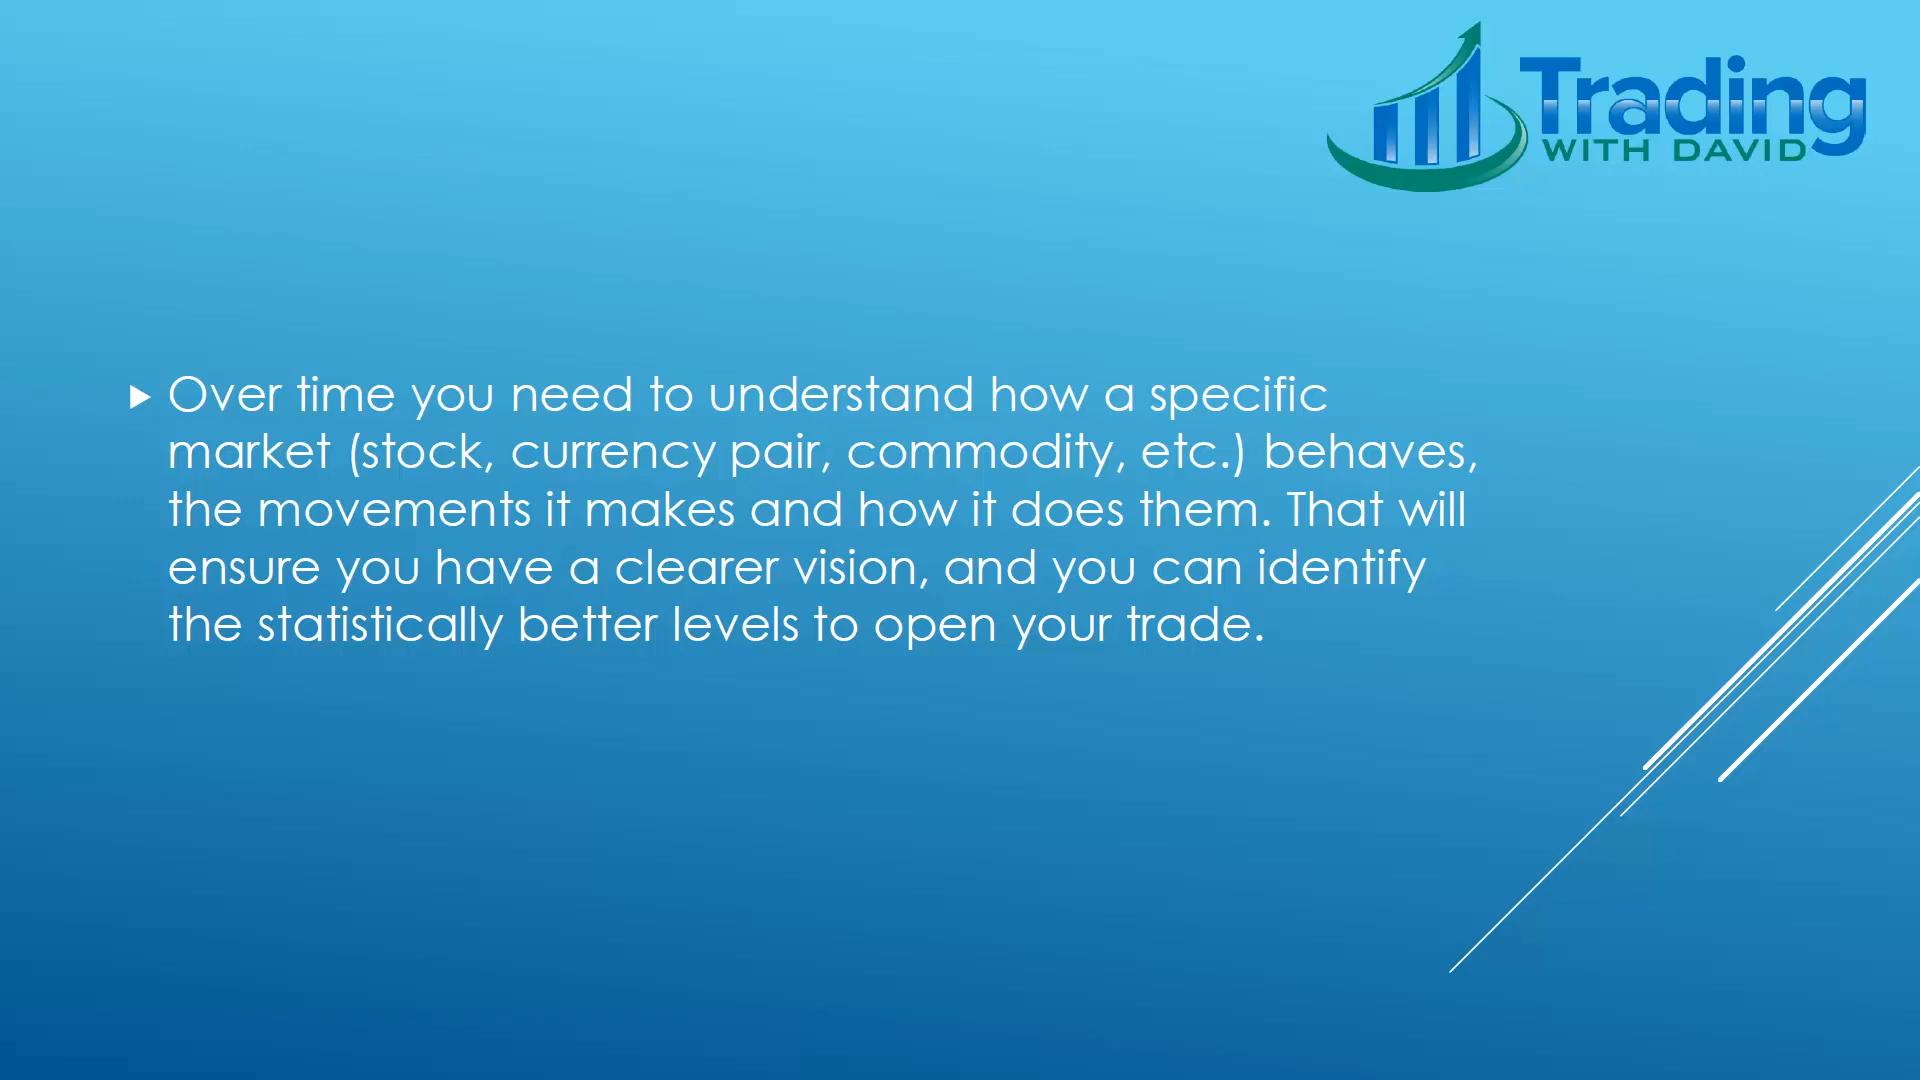 Trading
WITH DAVID
Over time you need to understand how a specific
market (stock, currency pair, commodity, etc.) behaves,
the movements it makes and how it does them. That will
ensure you have a clearer vision, and you can identify
the statistically better levels to open your trade.